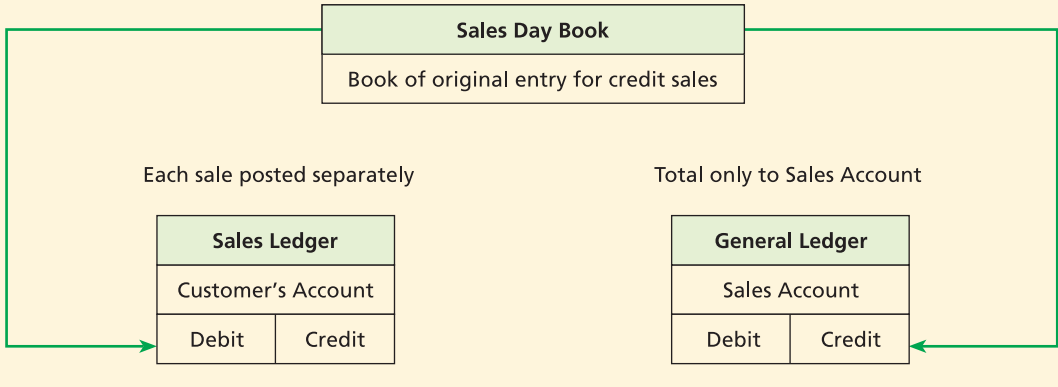 Sales Day Book
Book of original entry for credit sales
Each sale posted separately
Total only to Sales Account
Sales Ledger
Customer’s Account
Debit
Credit
General Ledger
Sales Account
Debit
Credit